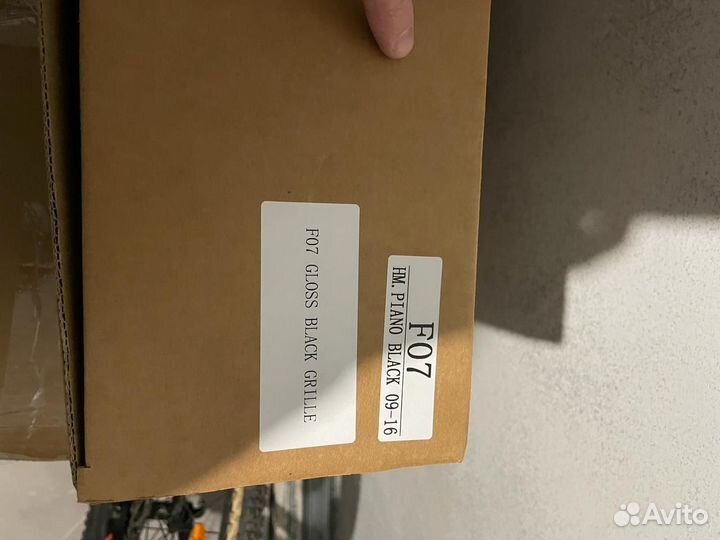 F07
HM. PIANO BLACK 09-16
F07 GLOSS BLACK GRILLE
Avito